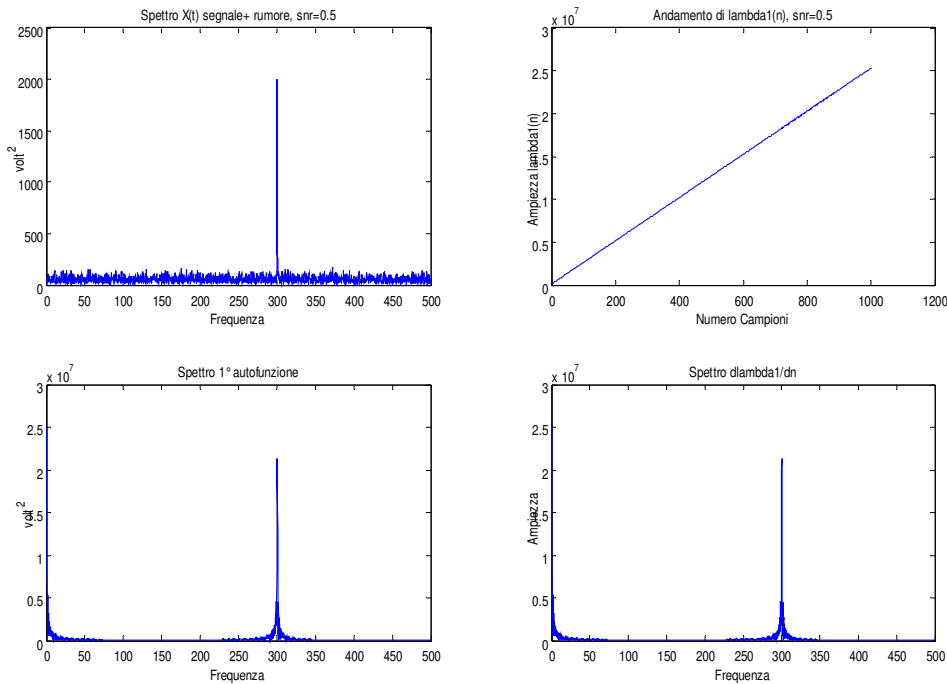 Spettro X(t) segnale+ rumore, snr=0.5
volt 2
2500
2000
1500
1000
500
0
0 50 100 150 200 250 300 350 400 450 500
Frequenza
Andamento di lambda1(n), snr=0.5
x 10 7
Ampiezza lambda1(n)
3
2.5
2
1.5
1
0.5
0
0 200 400 600 800 1000 1200
Numero Campioni
Spettro 1° autofunzione
x 10 7
volt 2
3
2.5
2
1.5
1
0.5
0
0 50 100 150 200 250 300 350 400 450 500
Frequenza
Spettro dlambda1/dn
x 10 7
Ampiezza
3
2.5
2
1.5
1
0.5
0
0 50 100 150 200 250 300 350 400 450 500
Frequenza